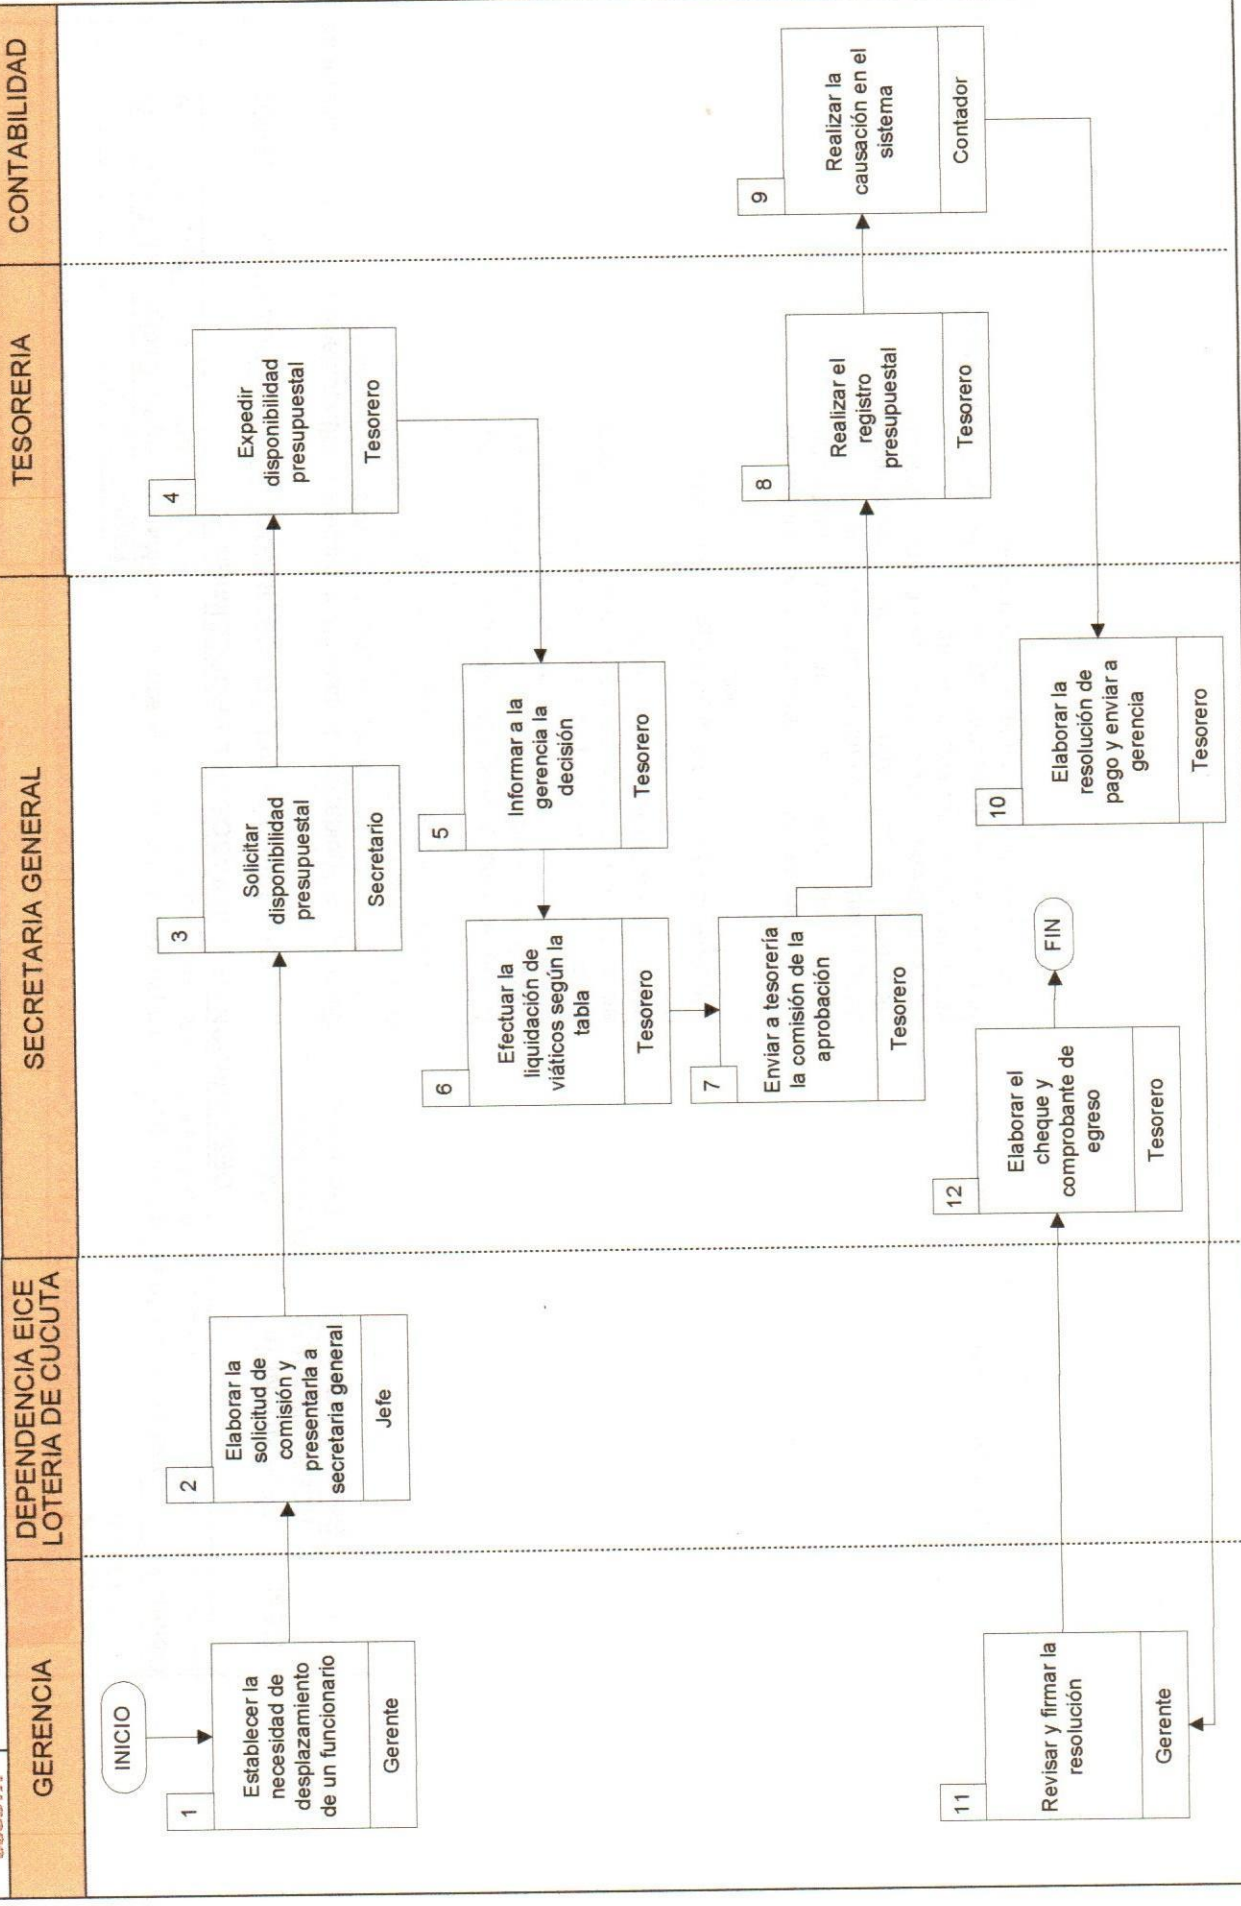 GERENCIA
DEPENDENCIA EICE
LOTERIA DE CUCUTA
SECRETARIA GENERAL
TESORERIA
CONTABILIDAD
INICIO
1
Establecer la
necesidad de
desplazamiento
de un funcionario
Gerente
2
Elaborar la
solicitud de
comisión y
presentarla a
secretaria general
Jefe
3
Solicitar
disponibilidad
presupuestal
Secretario
4
Expedir
disponibilidad
presupuestal
Tesorero
5
Informar a la
gerencia la
decisión
Tesorero
6
Efectuar la
liquidación de
viáticos según la
tabla
Tesorero
7
Enviar a tesorería
la comisión de la
aprobación
Tesorero
8
Realizar el
registro
presupuestal
Tesorero
9
Realizar la
causación en el
sistema
Contador
10
Elaborar la
resolución de
pago y enviar a
gerencia
Tesorero
11
Revisar y firmar la
resolución
Gerente
12
Elaborar el
cheque y
comprobante de
egreso
Tesorero
FIN